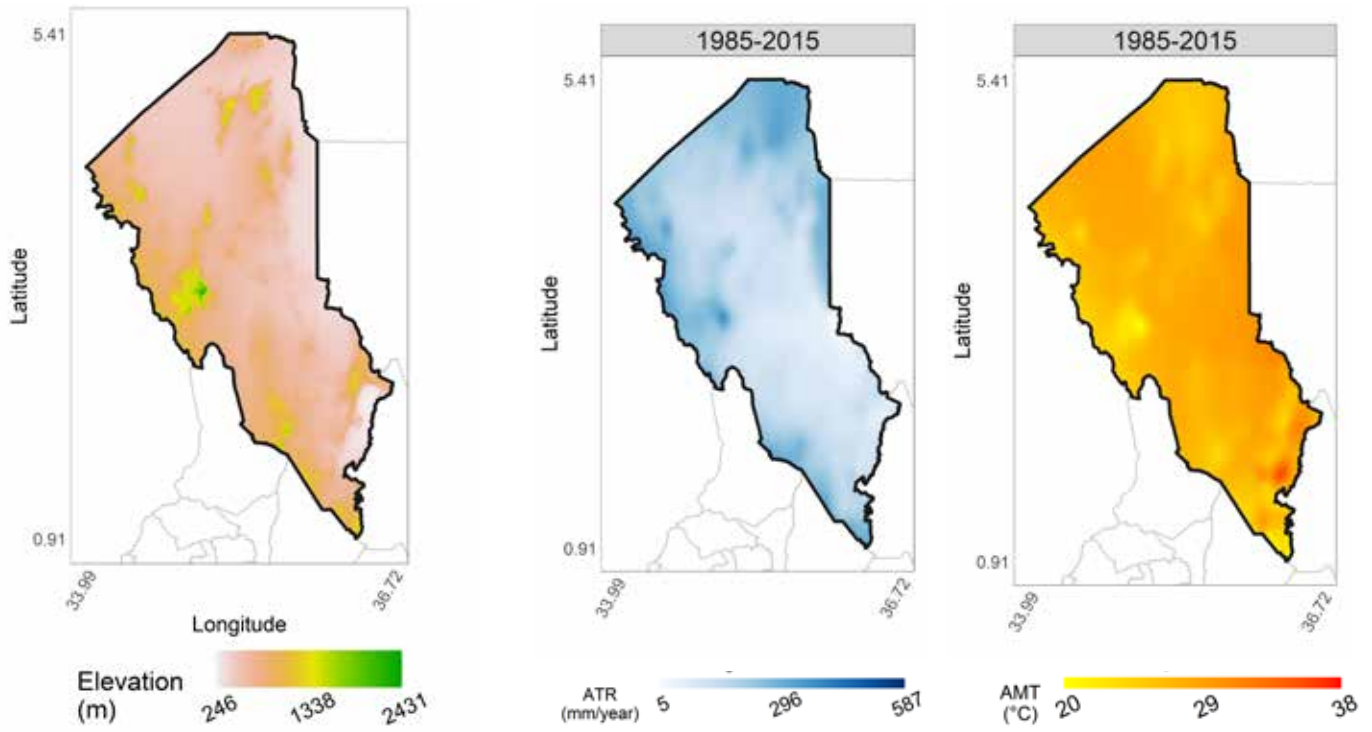 5.41
0.91
Latitude
33.99
36.72
Longitude
Elevation
(m)
246
1338
2431
1985-2015
5.41
0.91
Latitude
33.99
36.72
ATR
(mm/year)
5
296
587
1985-2015
5.41
0.91
Latitude
33.99
36.72
AMT
(°C)
20
29
38